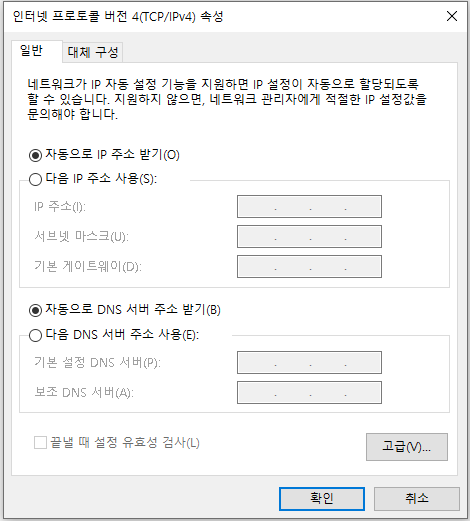 인터넷 프로토콜 버전 4(TCP/IPv4) 속성
일반
대체 구성
네트워크가 IP 자동 설정 기능을 지원하면 IP 설정이 자동으로 할당되도록
할 수 있습니다. 지원하지 않으면, 네트워크 관리자에게 적절한 IP 설정값을
문의해야 합니다.
자동으로 IP 주소 받기(O)
다음 IP 주소 사용(S):
IP 주소(I):
서브넷 마스크(U):
기본 게이트웨이(D):
자동으로 DNS 서버 주소 받기(B)
다음 DNS 서버 주소 사용(E):
기본 설정 DNS 서버(P):
보조 DNS 서버(A):
끝낼 때 설정 유효성 검사(L)
고급(V)...
확인
취소